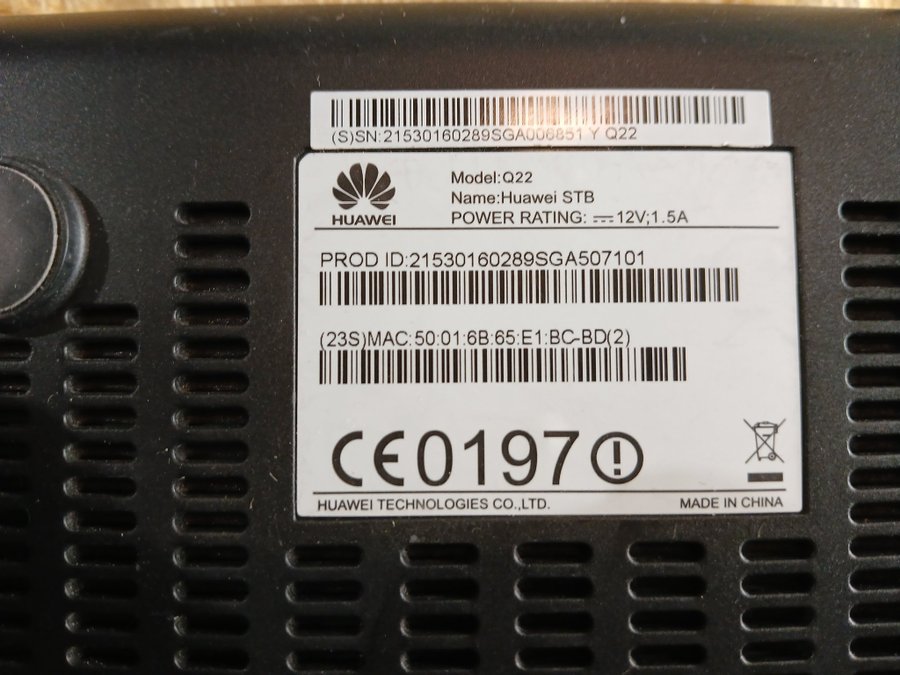 (S)SN:21530160289SGA006851 Y Q22
HUAWEI
Model:Q22
Name:Huawei STB
POWER RATING: ⎓12V;1.5A
PROD ID:21530160289SGA507101
(23S)MAC:50:01:6B:65:E1:BC-BD(2)
CE0197
HUAWEI TECHNOLOGIES CO.,LTD.
MADE IN CHINA